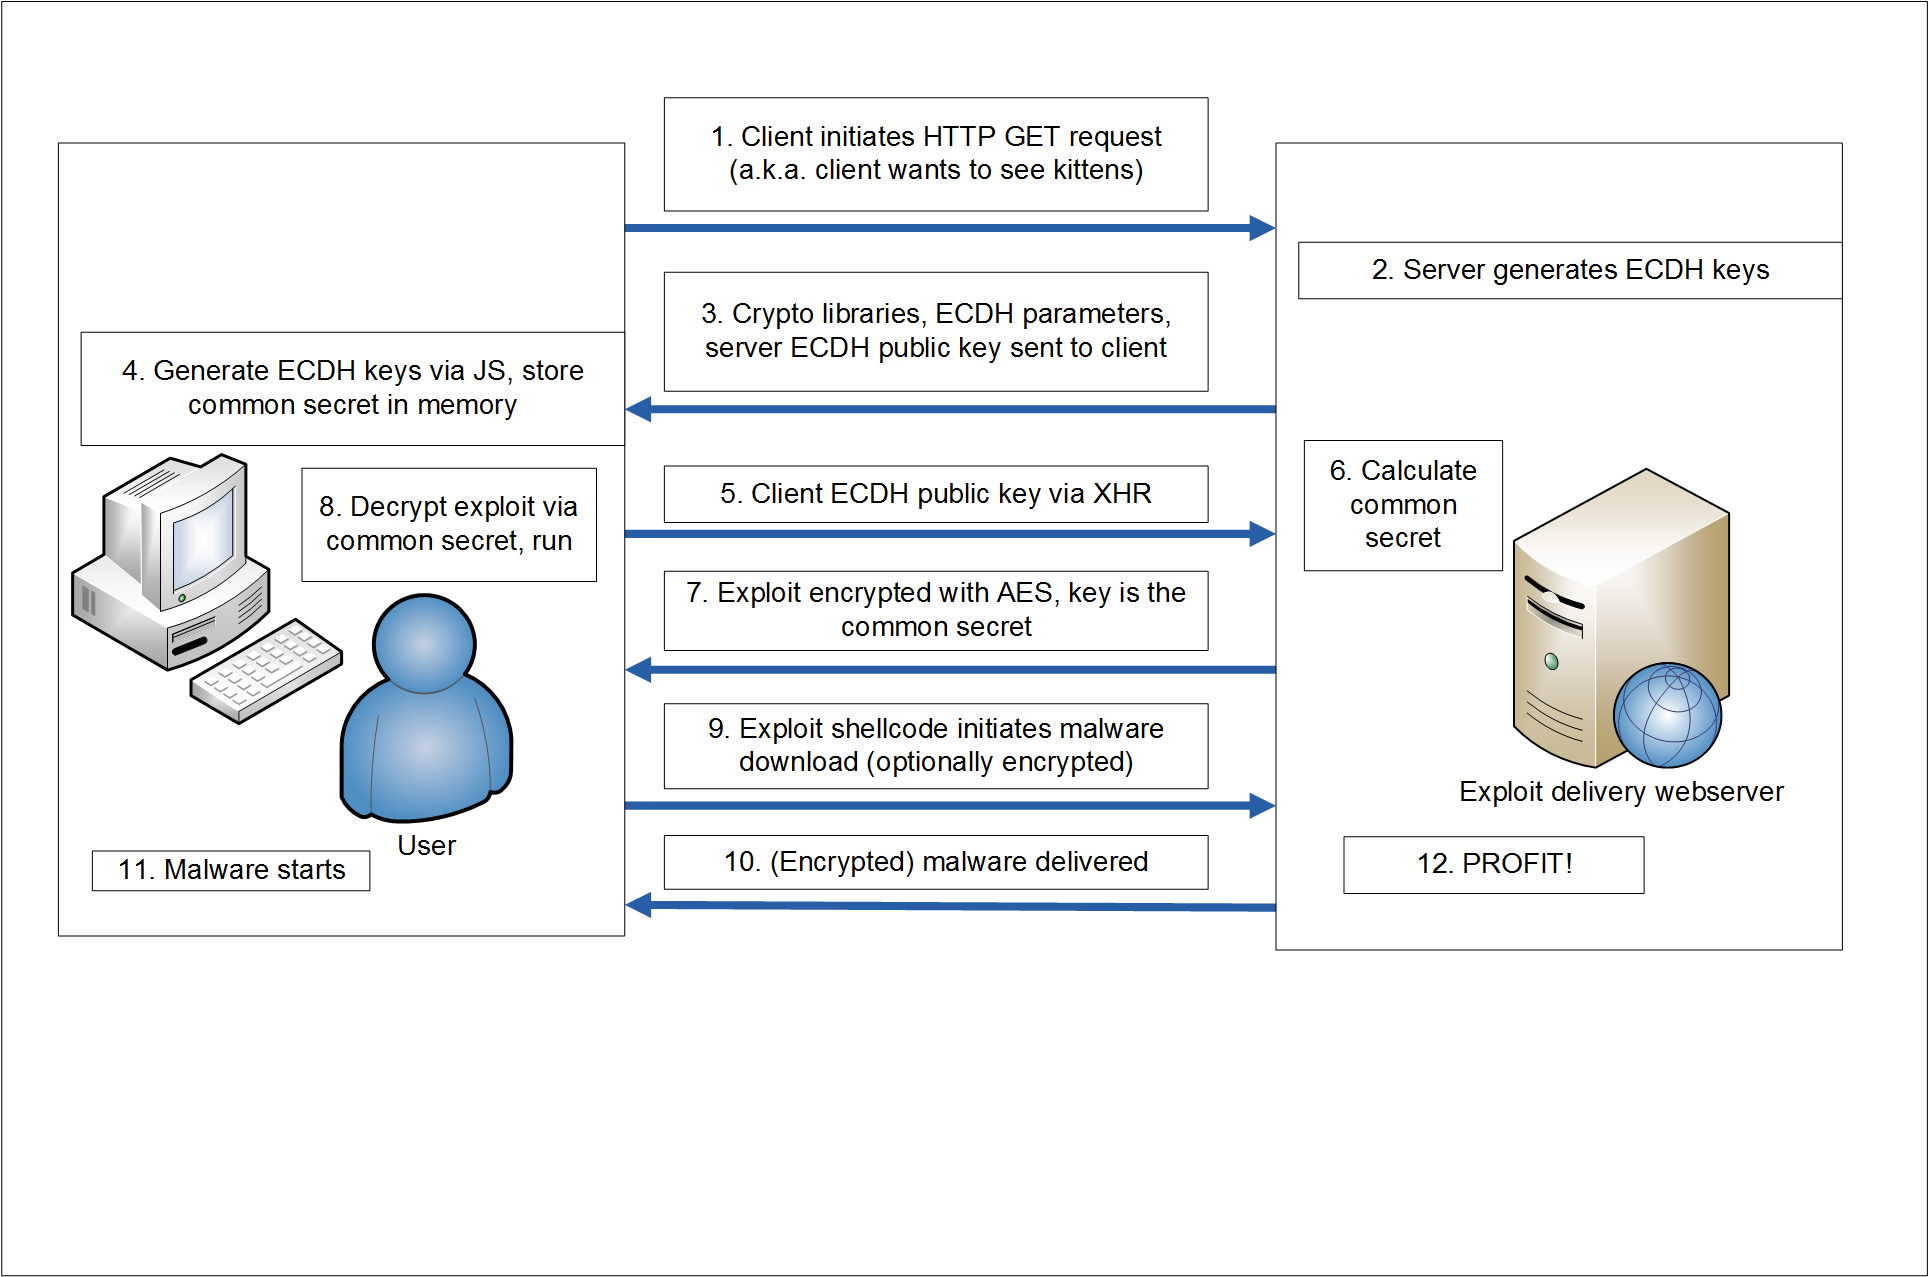 1. Client initiates HTTP GET request
(a.k.a. client wants to see kittens)
2. Server generates ECDH keys
3. Crypto libraries, ECDH parameters,
server ECDH public key sent to client
4. Generate ECDH keys via JS, store
common secret in memory
5. Client ECDH public key via XHR
6. Calculate
common
secret
7. Exploit encrypted with AES, key is the
common secret
8. Decrypt exploit via
common secret, run
9. Exploit shellcode initiates malware
download (optionally encrypted)
Exploit delivery webserver
User
10. (Encrypted) malware delivered
11. Malware starts
12. PROFIT!